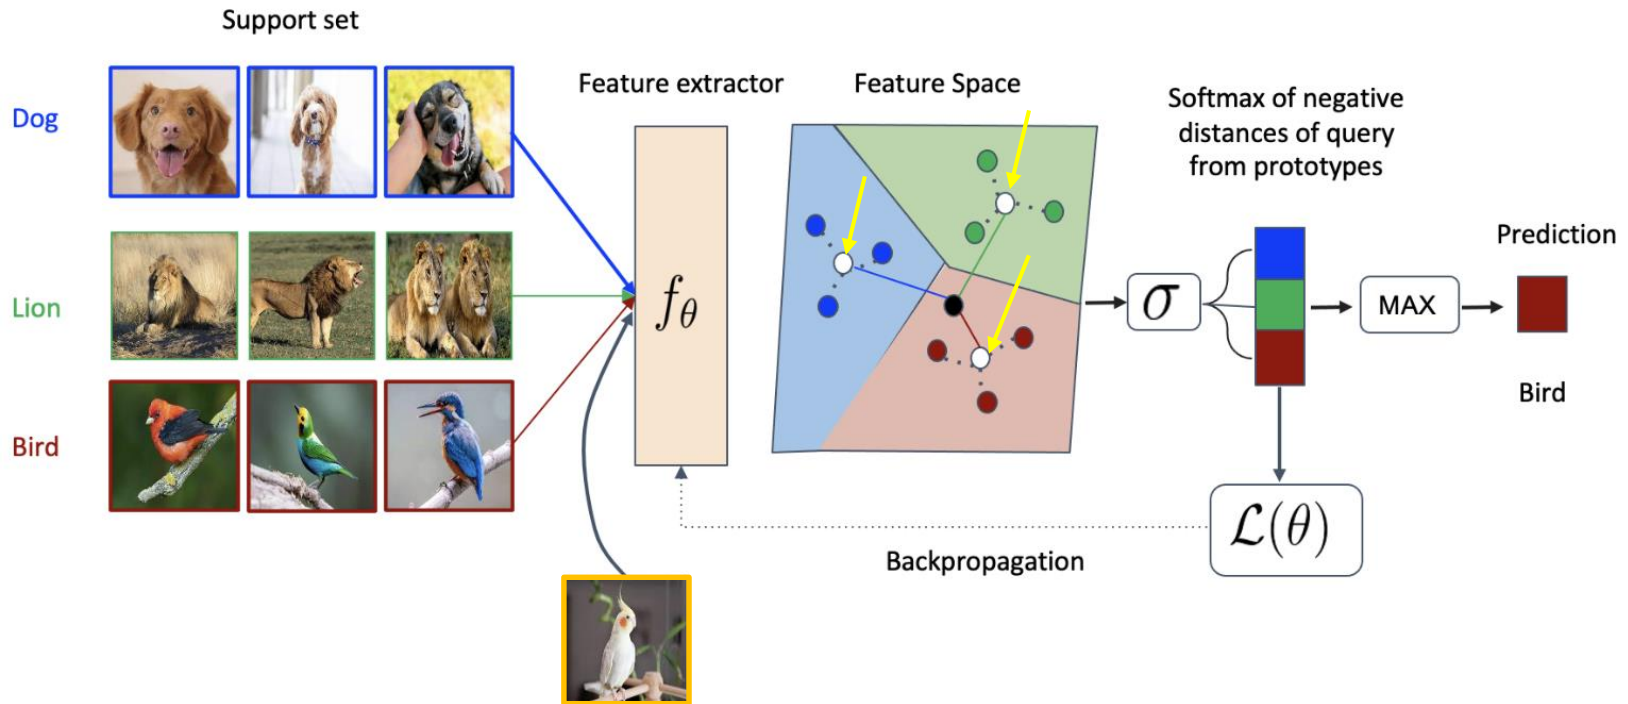 Support set
Dog
Lion
Bird
Feature extractor
f_θ
Feature Space
Softmax of negative
distances of query
from prototypes
σ
MAX
Prediction
Bird
ℒ(θ)
Backpropagation